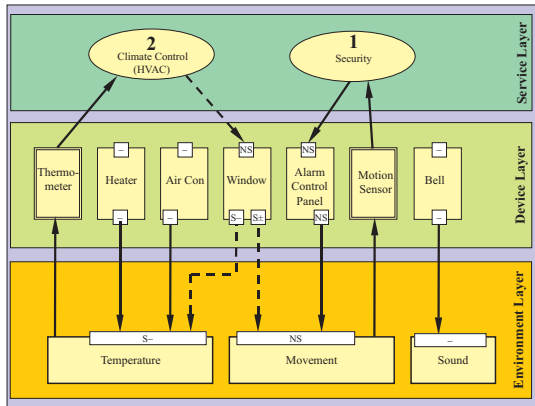 2
Climate Control
(HVAC)
1
Security
Service Layer
–
–
NS
NS
–
Thermo-
meter
Heater
Air Con
Window
Alarm
Control
Panel
Motion
Sensor
Bell
–
–
S–
S±
NS
–
Device Layer
S–
NS
–
Temperature
Movement
Sound
Environment Layer